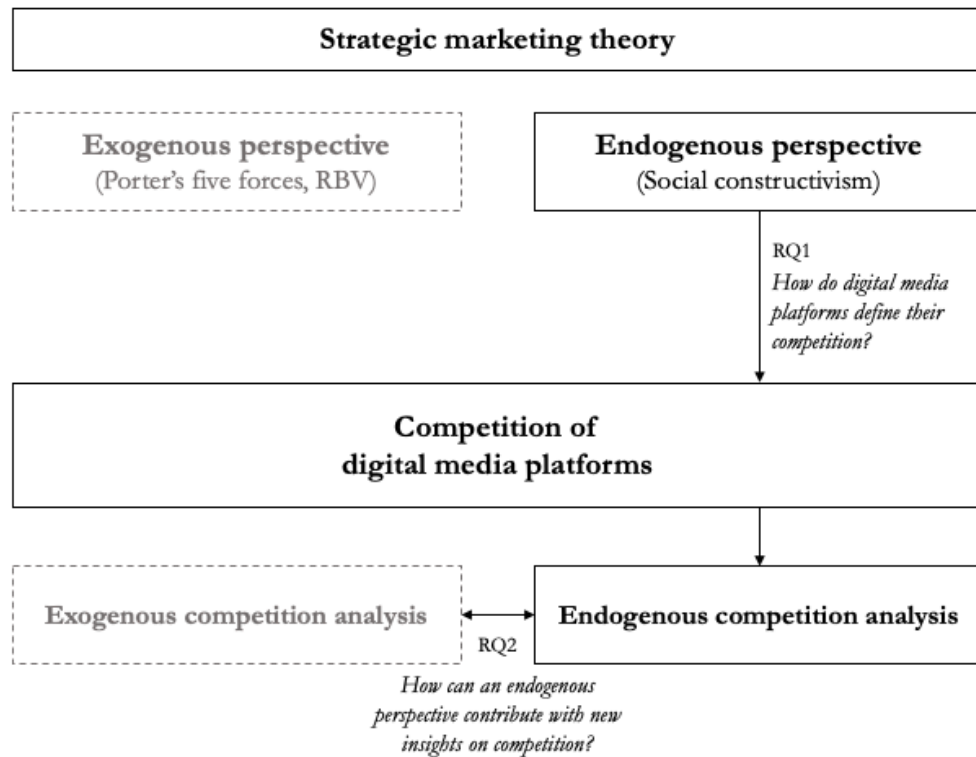 Strategic marketing theory
Exogenous perspective
(Porter's five forces, RBV)
Endogenous perspective
(Social constructivism)
RQ1
How do digital media
platforms define their
competition?
Competition of
digital media platforms
Exogenous competition analysis
Endogenous competition analysis
RQ2
How can an endogenous
perspective contribute with new
insights on competition?